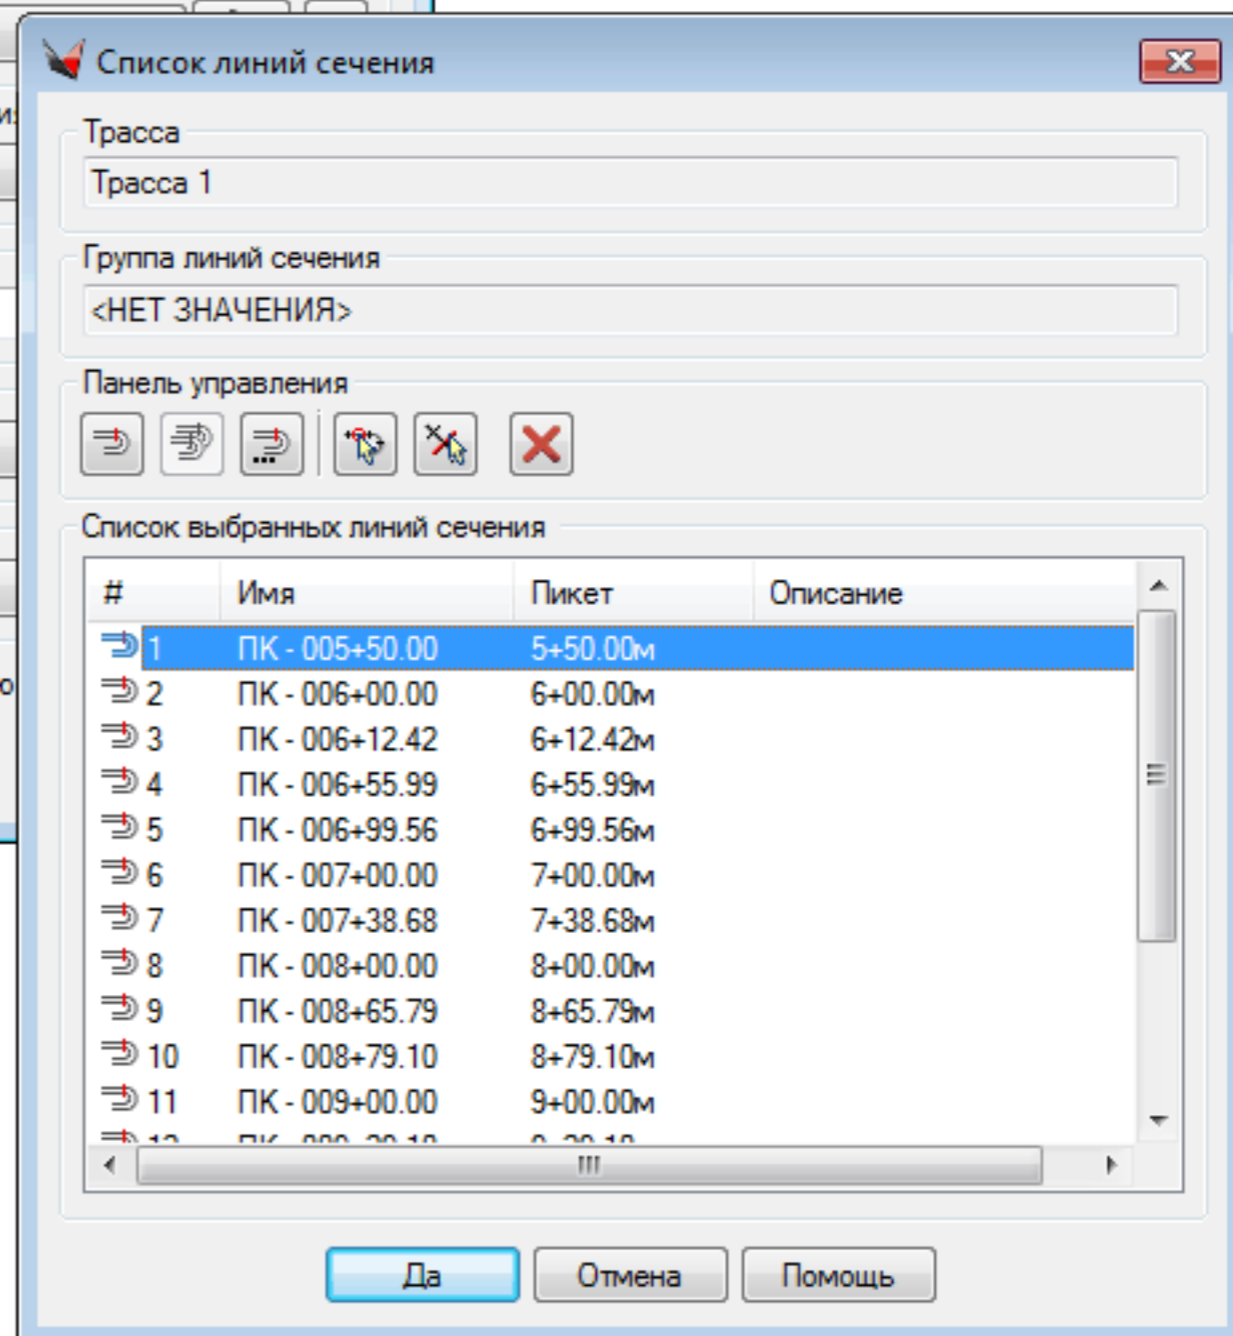 Список линий сечения
Трасса
Трасса 1
Группа линий сечения
<НЕТ ЗНАЧЕНИЯ>
Панель управления
Список выбранных линий сечения
# Имя Пикет Описание
1 ПК - 005+50.00 5+50.00м
2 ПК - 006+00.00 6+00.00м
3 ПК - 006+12.42 6+12.42м
4 ПК - 006+55.99 6+55.99м
5 ПК - 006+99.56 6+99.56м
6 ПК - 007+00.00 7+00.00м
7 ПК - 007+38.68 7+38.68м
8 ПК - 008+00.00 8+00.00м
9 ПК - 008+65.79 8+65.79м
10 ПК - 008+79.10 8+79.10м
11 ПК - 009+00.00 9+00.00м
Да Отмена Помощь